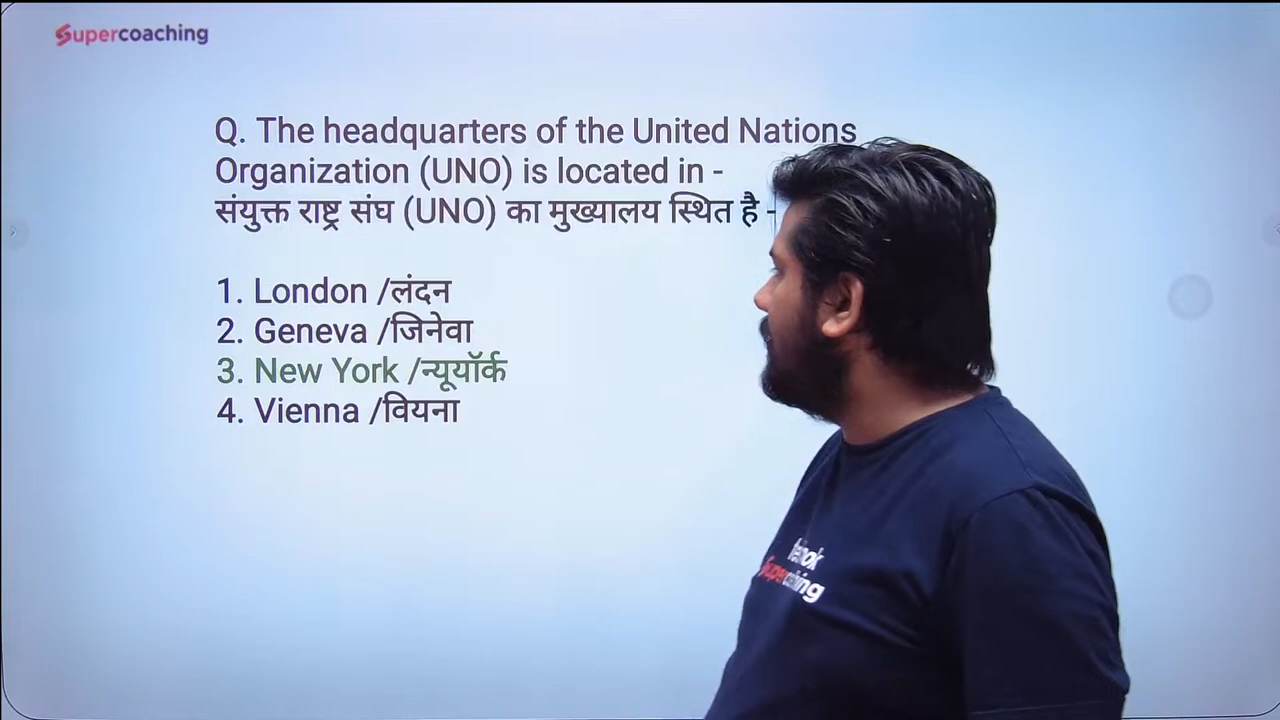 Supercoaching
Q. The headquarters of the United Nations
Organization (UNO) is located in -
संयुक्त राष्ट्र संघ (UNO) का मुख्यालय स्थित है -
1. London /लंदन
2. Geneva /जिनेवा
3. New York /न्यूयॉर्क
4. Vienna /वियना
Supercoaching